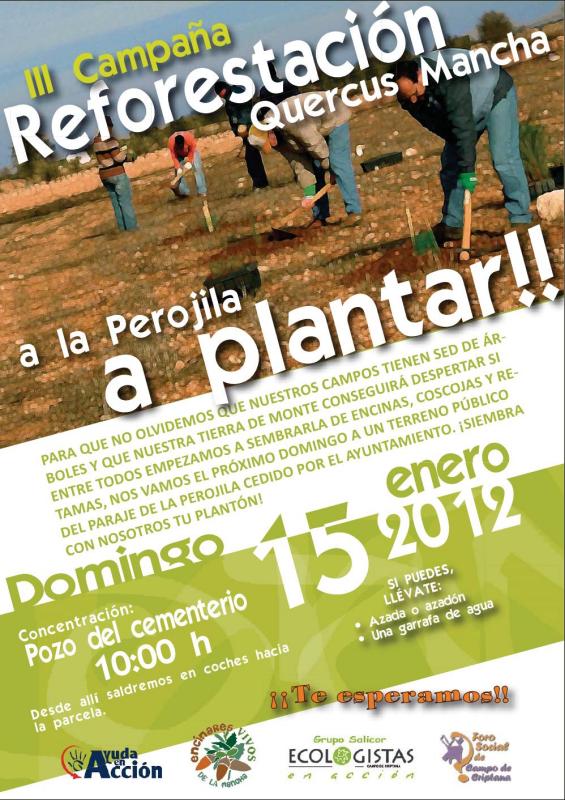 III Campaña
Reforestación
Quercus Mancha
a la Perojila
a plantar!!
PARA QUE NO OLVIDEMOS QUE NUESTROS CAMPOS TIENEN SED DE ÁR-
BOLES Y QUE NUESTRA TIERRA DE MONTE CONSEGUIRÁ DESPERTAR SI
ENTRE TODOS EMPEZAMOS A SEMBRARLA DE ENCINAS, COSCOJAS Y RE-
TAMAS, NOS VAMOS EL PRÓXIMO DOMINGO A UN TERRENO PÚBLICO
DEL PARAJE DE LA PEROJILA CEDIDO POR EL AYUNTAMIENTO. ¡SIEMBRA
CON NOSOTROS TU PLANTÓN!
Domingo 15 enero
2012
Concentración:
Pozo del cementerio
10:00 h
Desde allí saldremos en coches hacia
la parcela.
SI PUEDES,
LLÉVATE:
• Azada o azadón
• Una garrafa de agua
¡¡Te esperamos!!
Ayuda
en
Acción
encinares vivos
DE LA MANCHA
Grupo Salicor
ECOLOGISTAS
CAMPO DE CRIPTANA
en acción
Foro
Social
de
Campo de
Criptana